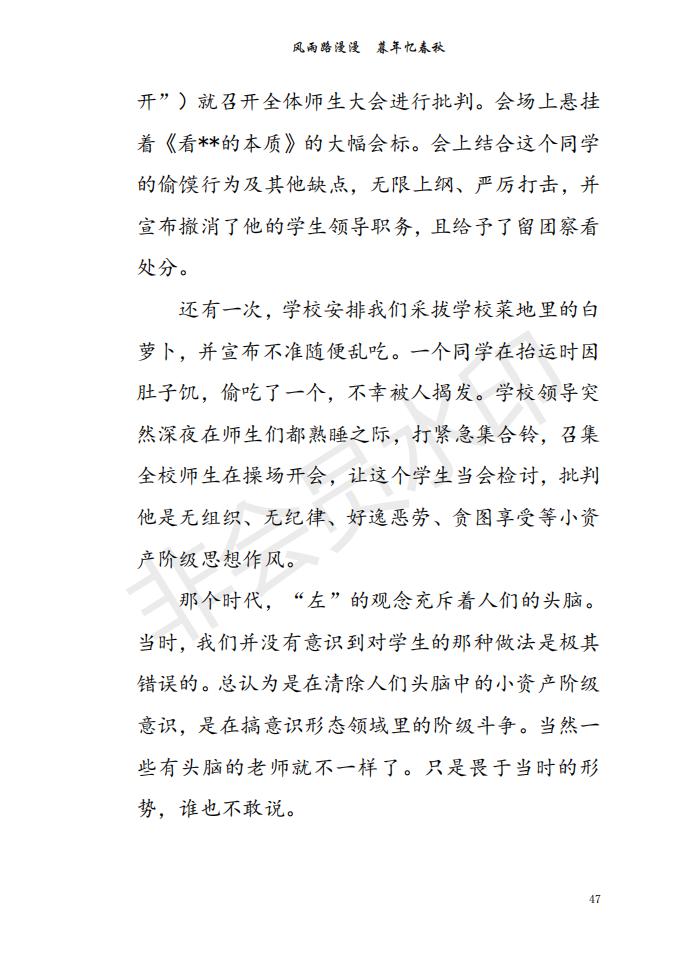 风雨路漫漫　暮年忆春秋
开”）就召开全体师生大会进行批判。会场上悬挂
着《看**的本质》的大幅会标。会上结合这个同学
的偷馍行为及其他缺点，无限上纲、严厉打击，并
宣布撤消了他的学生领导职务，且给予了留团察看
处分。
还有一次，学校安排我们采拔学校菜地里的白
萝卜，并宣布不准随便乱吃。一个同学在抬运时因
肚子饥，偷吃了一个，不幸被人揭发。学校领导突
然深夜在师生们都熟睡之际，打紧急集合铃，召集
全校师生在操场开会，让这个学生当会检讨，批判
他是无组织、无纪律、好逸恶劳、贪图享受等小资
产阶级思想作风。
那个时代，“左”的观念充斥着人们的头脑。
当时，我们并没有意识到对学生的那种做法是极其
错误的。总认为是在清除人们头脑中的小资产阶级
意识，是在搞意识形态领域里的阶级斗争。当然一
些有头脑的老师就不一样了。只是畏于当时的形
势，谁也不敢说。
非会员水印
47